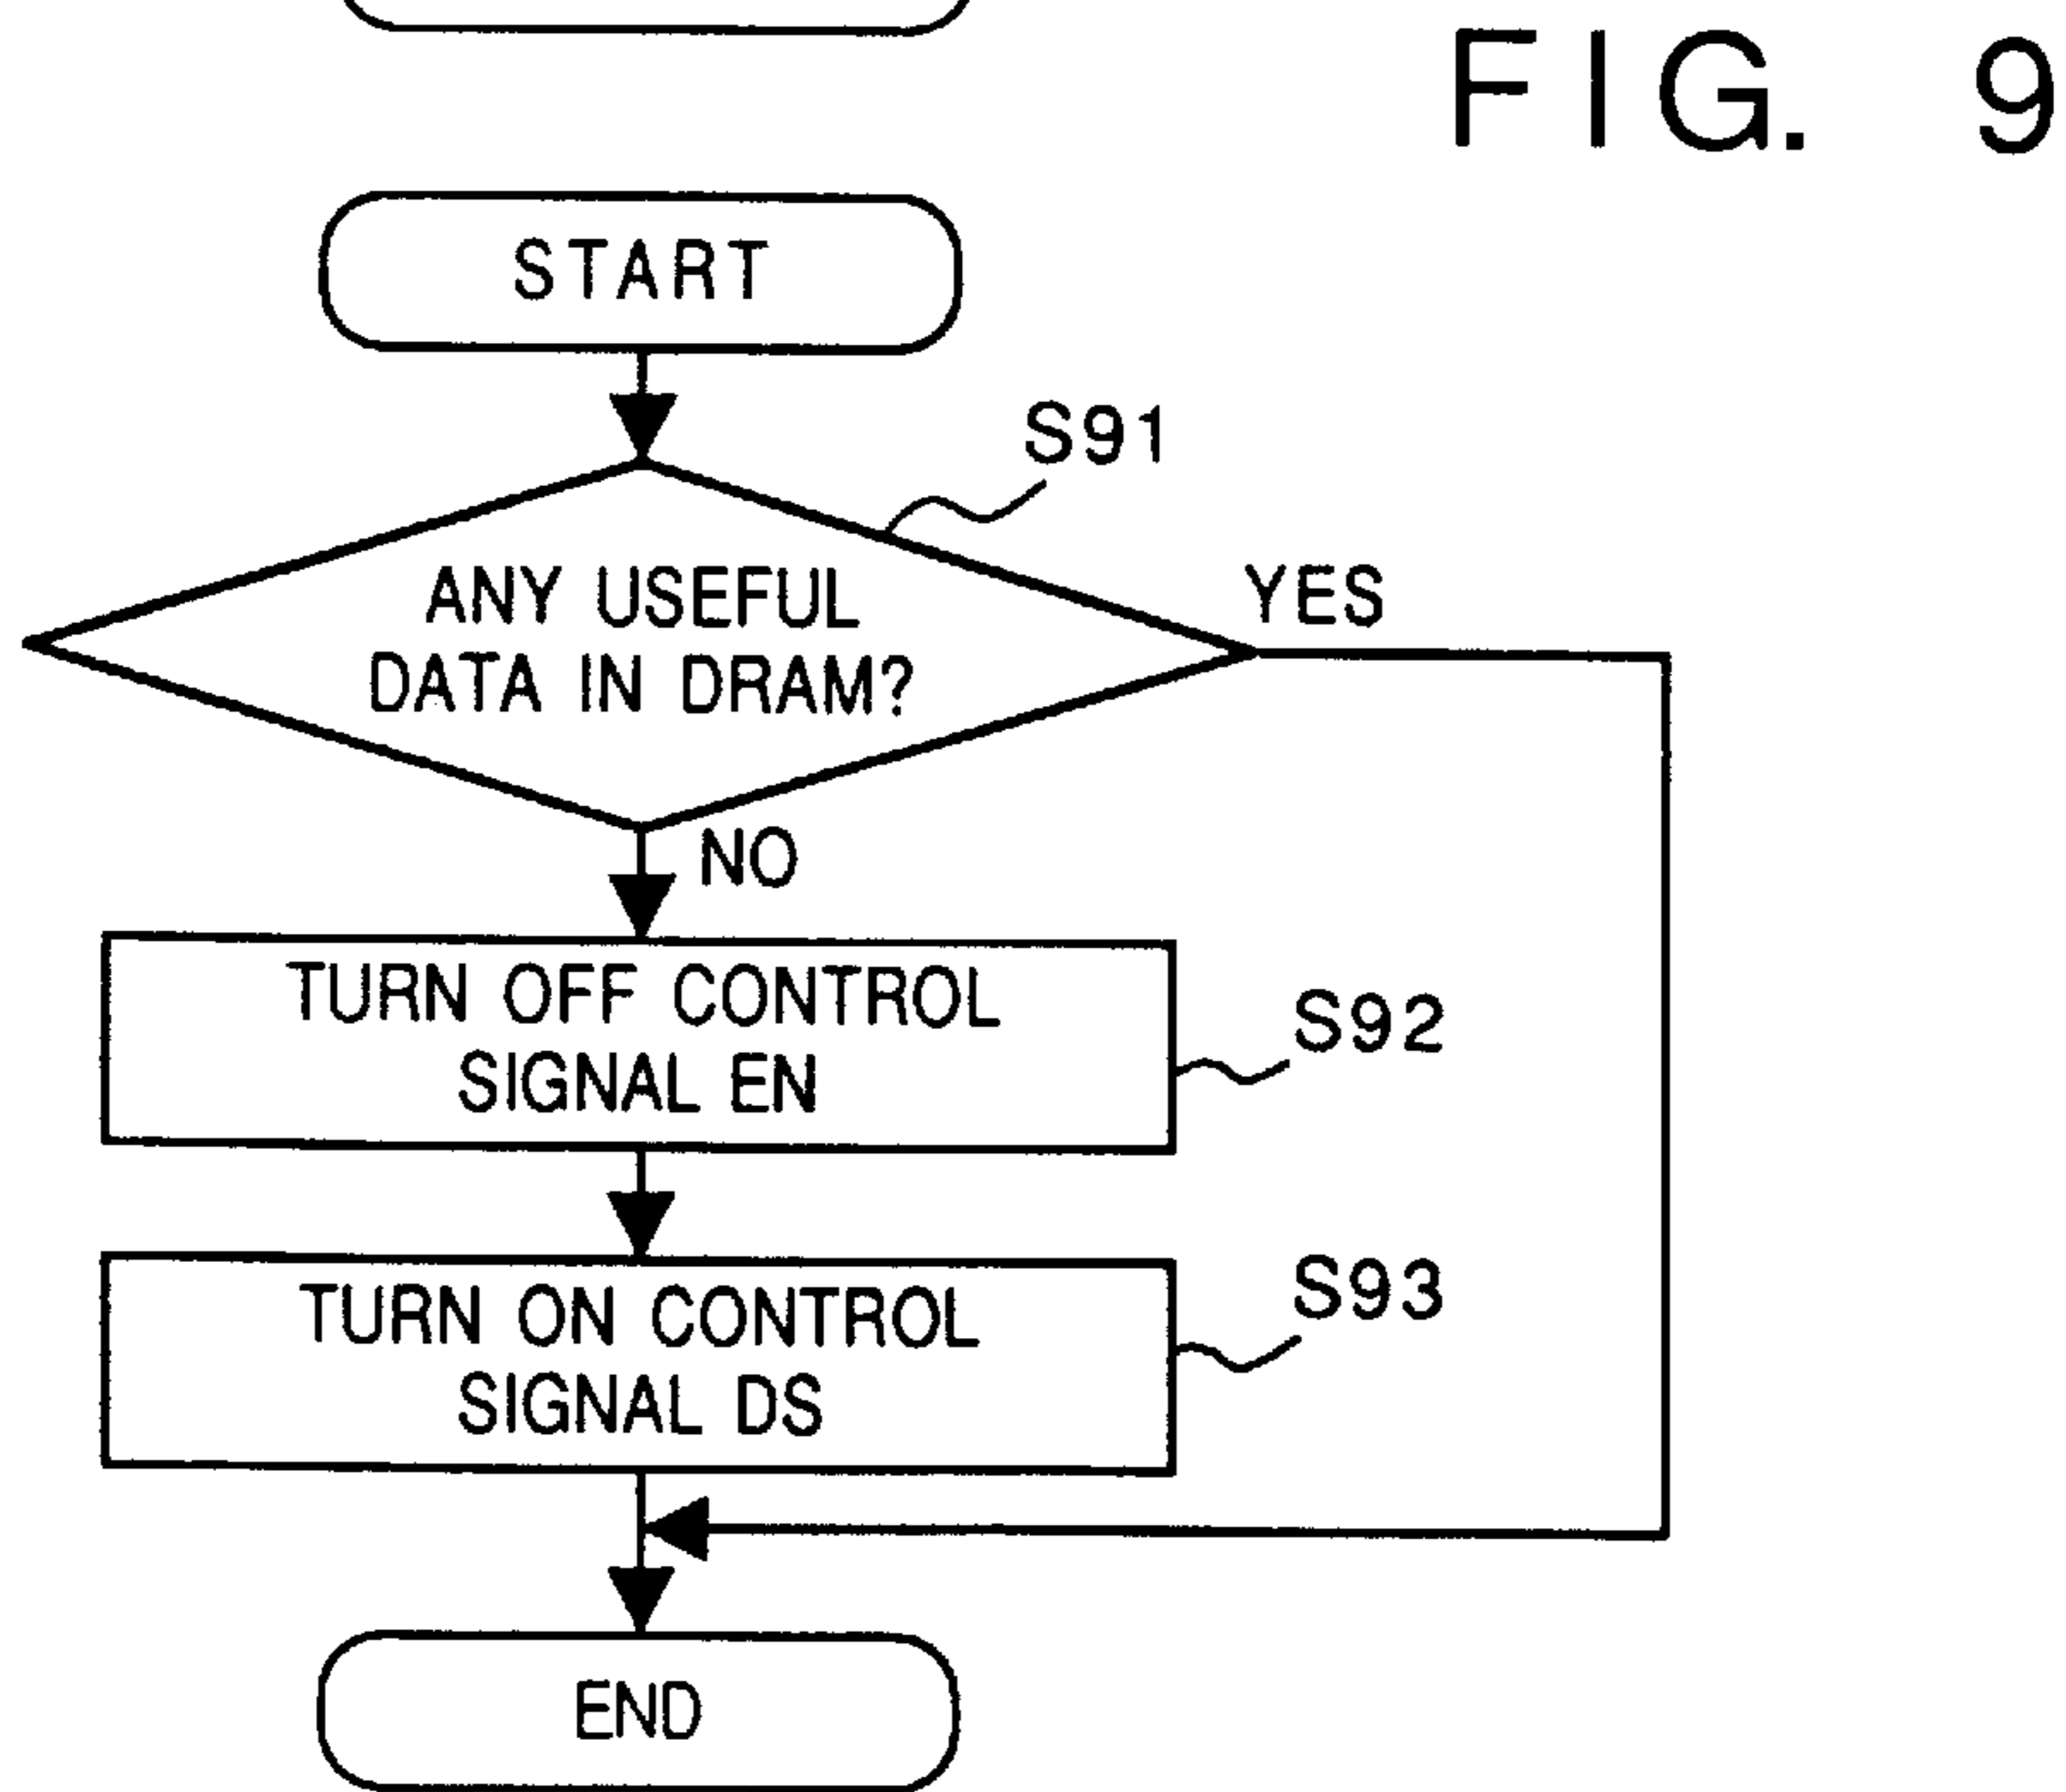 FIG. 9
START
S91
ANY USEFUL
DATA IN DRAM?
YES
NO
TURN OFF CONTROL
SIGNAL EN
S92
TURN ON CONTROL
SIGNAL DS
S93
END